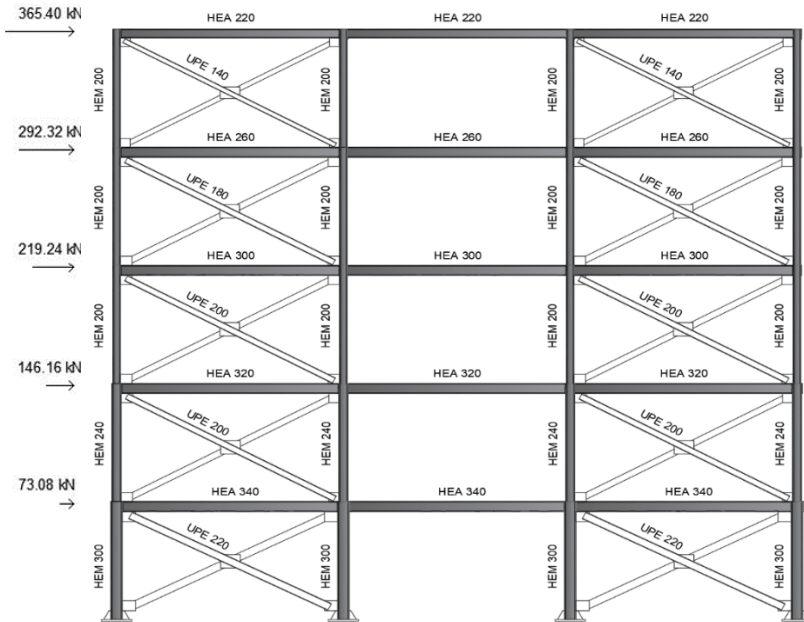 365.40 kN
HEA 220 HEA 220 HEA 220
HEM 200 UPE 140 HEM 200 HEM 200 UPE 140 HEM 200
292.32 kN
HEA 260 HEA 260 HEA 260
HEM 200 UPE 180 HEM 200 HEM 200 UPE 180 HEM 200
219.24 kN
HEA 300 HEA 300 HEA 300
HEM 200 UPE 200 HEM 200 HEM 200 UPE 200 HEM 200
146.16 kN
HEA 320 HEA 320 HEA 320
HEM 240 UPE 200 HEM 240 HEM 240 UPE 200 HEM 240
73.08 kN
HEA 340 HEA 340 HEA 340
HEM 300 UPE 220 HEM 300 HEM 300 UPE 220 HEM 300